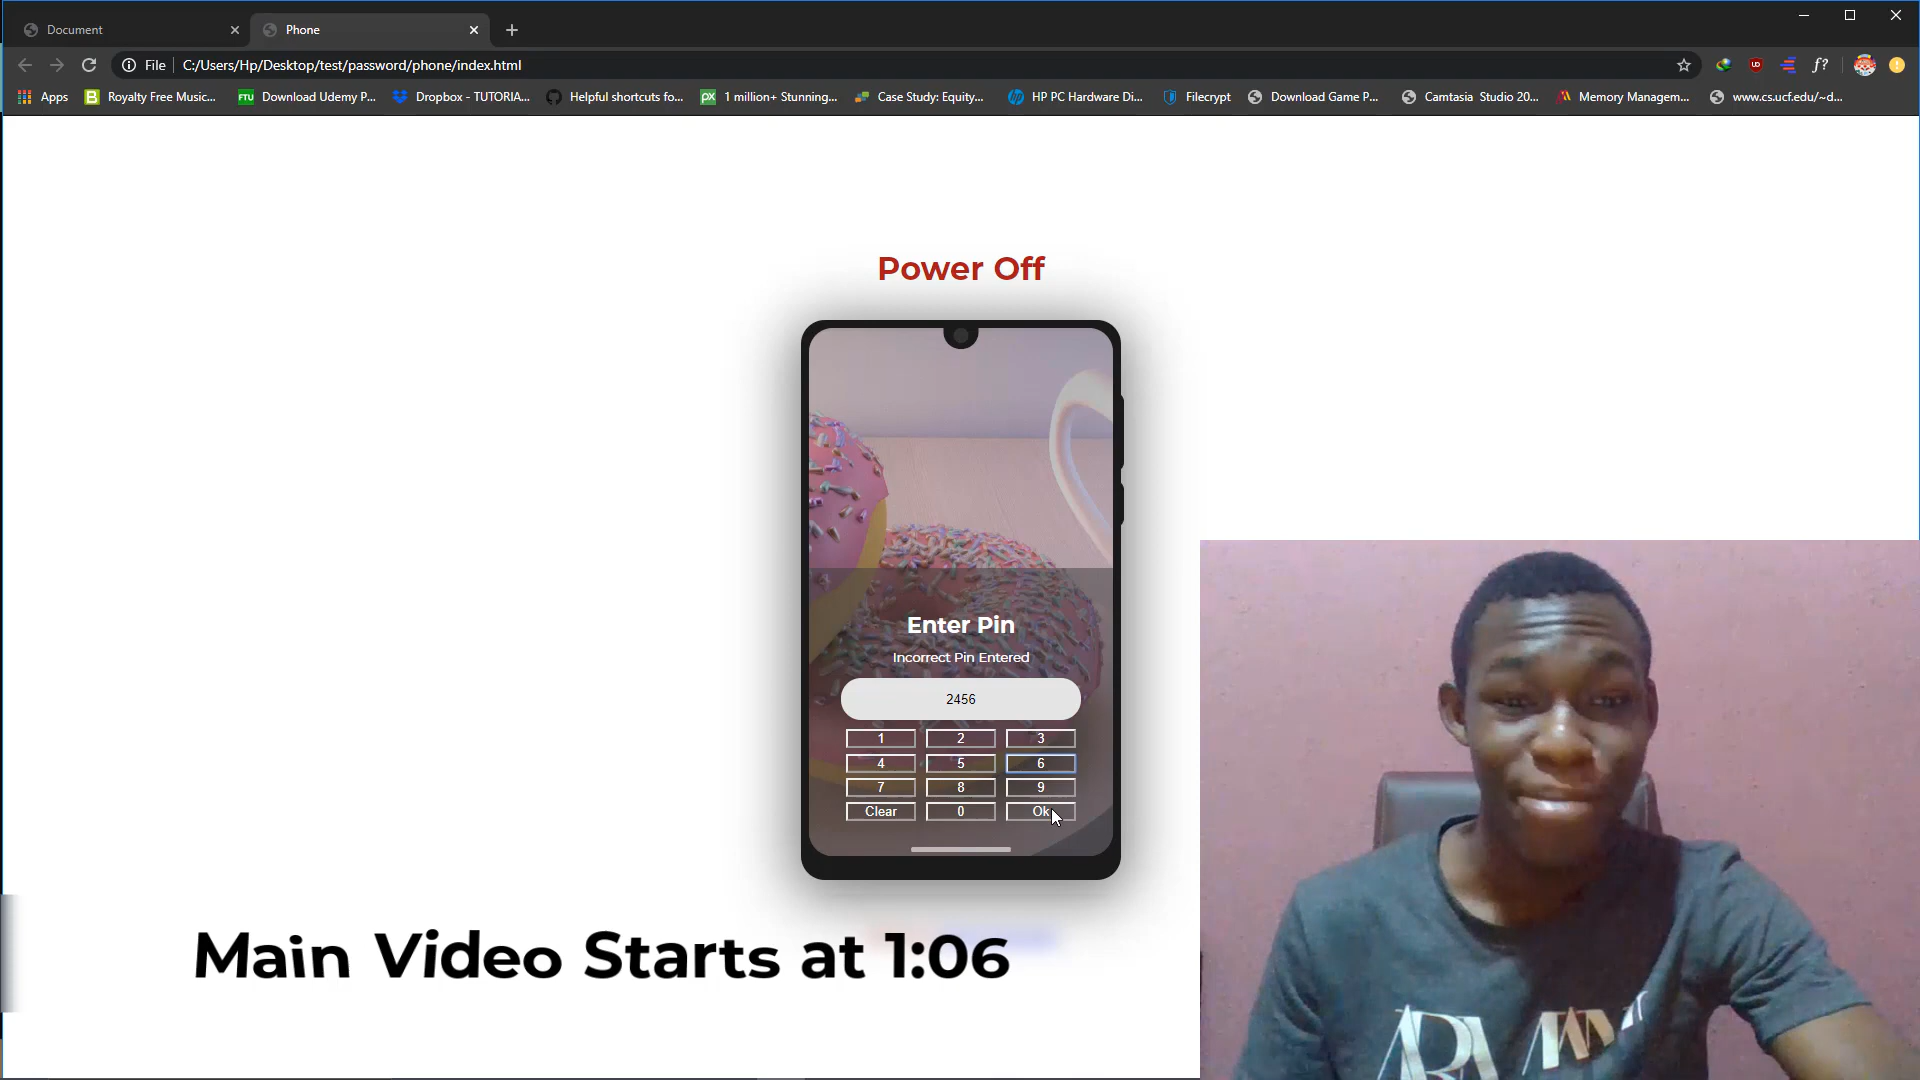 Document
Phone
File
C:/Users/Hp/Desktop/test/password/phone/index.html
f?
Apps
Royalty Free Music...
FTU
Download Udemy P...
Dropbox - TUTORIA...
Helpful shortcuts fo...
px
1 million+ Stunning...
Case Study: Equity...
HP PC Hardware Di...
Filecrypt
Download Game P...
Camtasia Studio 20...
Memory Managem...
www.cs.ucf.edu/~d...
Power Off
Enter Pin
Incorrect Pin Entered
2456
1 2 3
4 5 6
7 8 9
Clear 0 Ok
Main Video Starts at 1:06